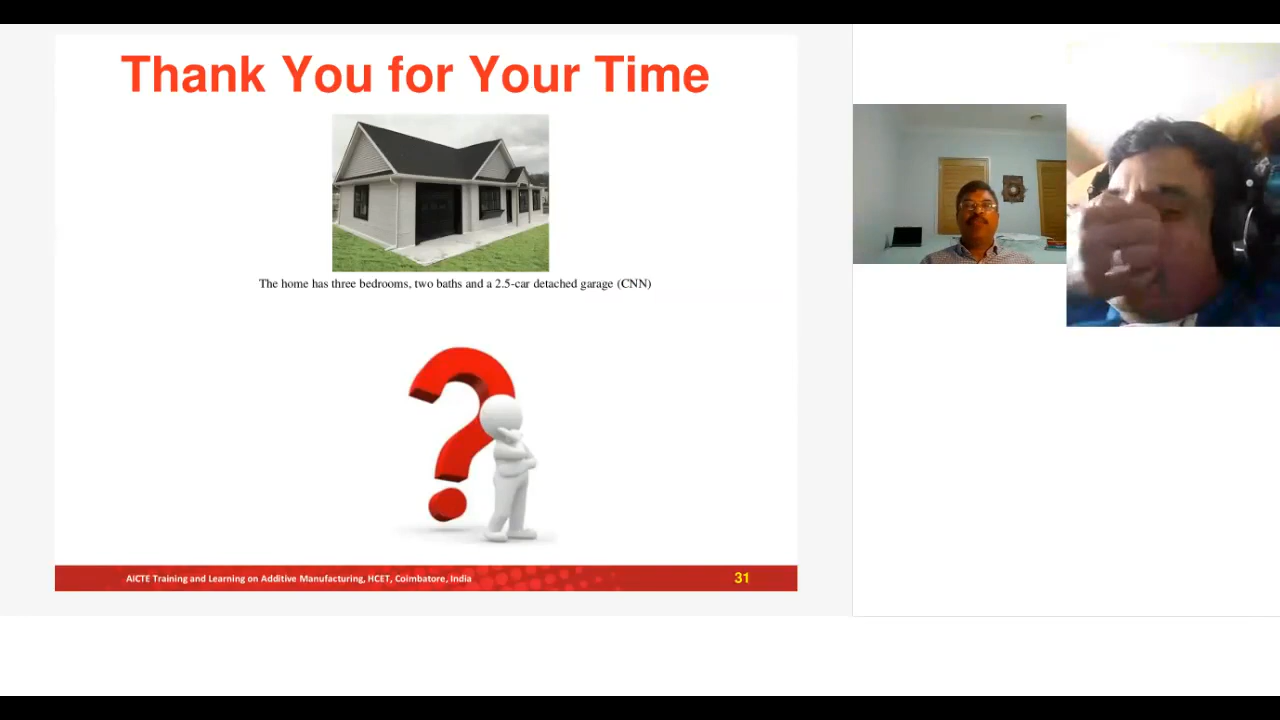 Thank You for Your Time
The home has three bedrooms, two baths and a 2.5-car detached garage (CNN)
AICTE Training and Learning on Additive Manufacturing, HCET, Coimbatore, India
31